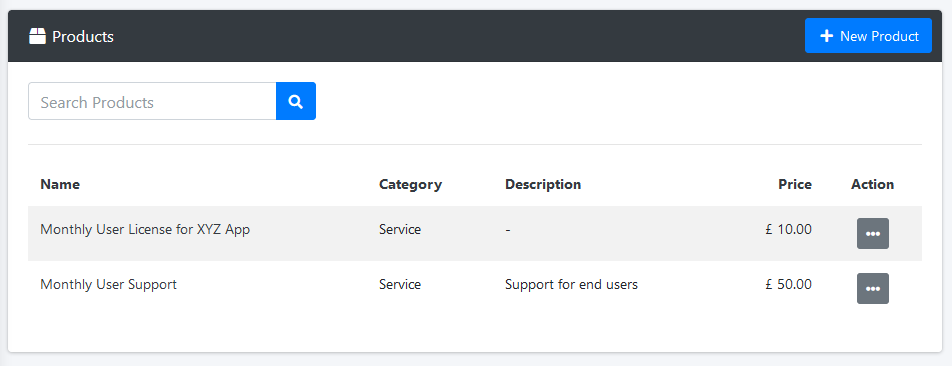 Products
New Product
Search Products
Name Category Description Price Action
Monthly User License for XYZ App Service - £ 10.00
Monthly User Support Service Support for end users £ 50.00